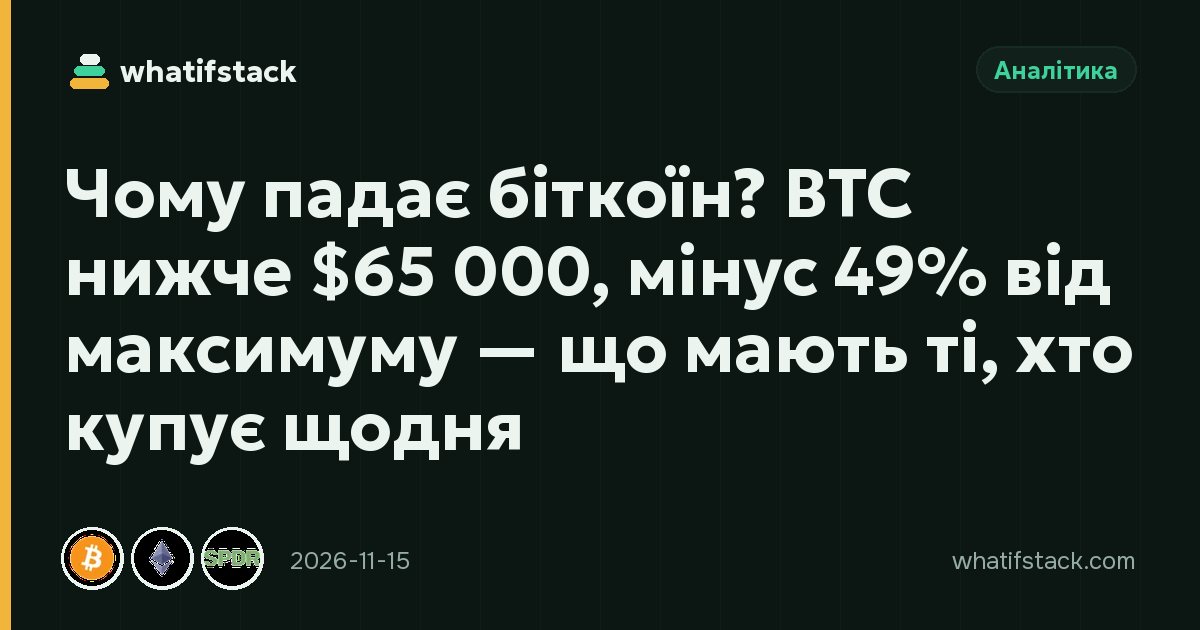 whatifstack
Аналітика
Чому падає біткоїн? BTC
нижче $65 000, мінус 49% від
максимуму — що мають ті, хто
купує щодня
SPDR
2026-11-15
whatifstack.com